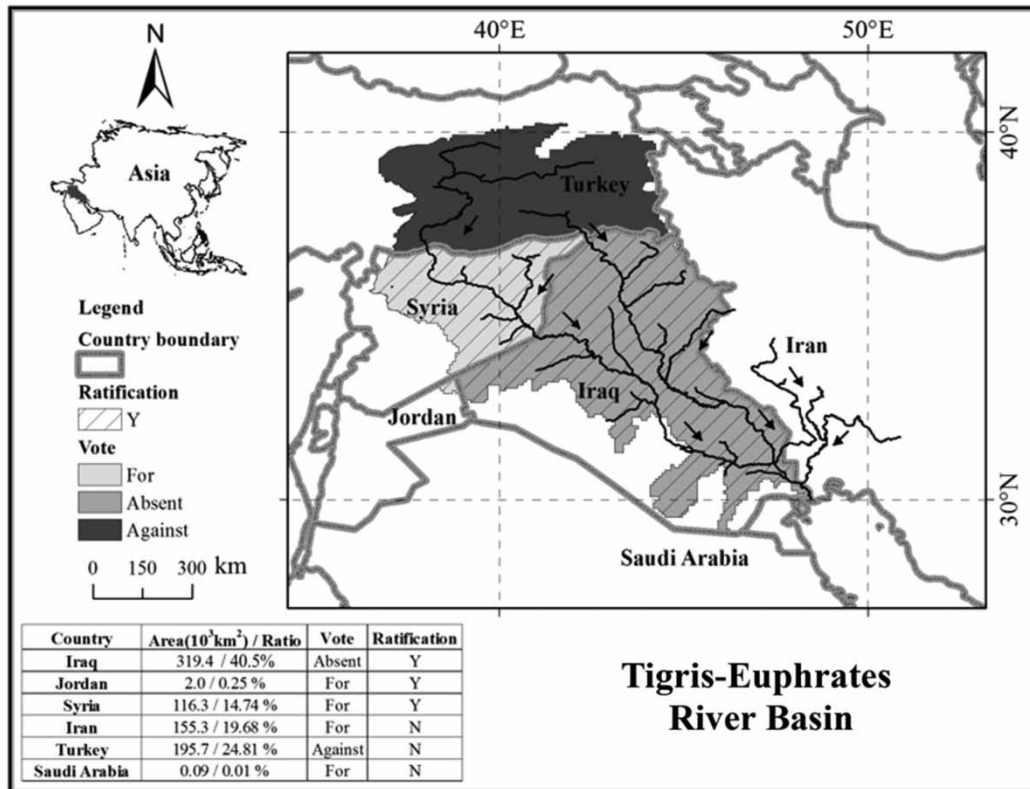 N
Asia
Legend
Country boundary
Ratification
Y
Vote
For
Absent
Against
0 150 300 km
40°E 50°E
40°N
30°N
Turkey
Syria
Iran
Iraq
Jordan
Saudi Arabia
Country Area(10³km²) / Ratio Vote Ratification
Iraq 319.4 / 40.5% Absent Y
Jordan 2.0 / 0.25 % For Y
Syria 116.3 / 14.74 % For Y
Iran 155.3 / 19.68 % For N
Turkey 195.7 / 24.81 % Against N
Saudi Arabia 0.09 / 0.01 % For N
Tigris-Euphrates
River Basin